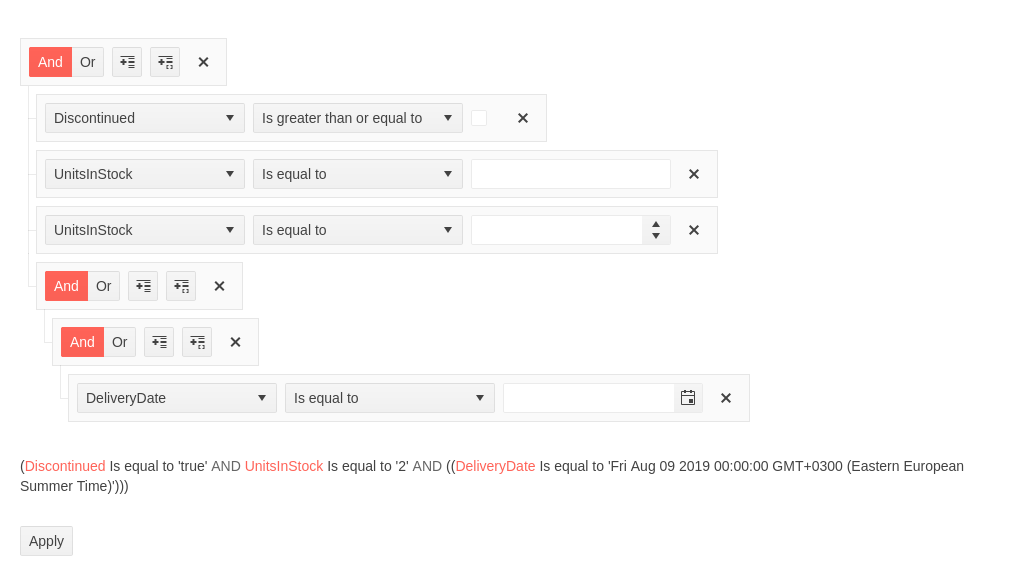 And Or
Discontinued Is greater than or equal to
UnitsInStock Is equal to
UnitsInStock Is equal to
And Or
And Or
DeliveryDate Is equal to
(Discontinued Is equal to 'true' AND UnitsInStock Is equal to '2' AND ((DeliveryDate Is equal to 'Fri Aug 09 2019 00:00:00 GMT+0300 (Eastern European
Summer Time)')))
Apply